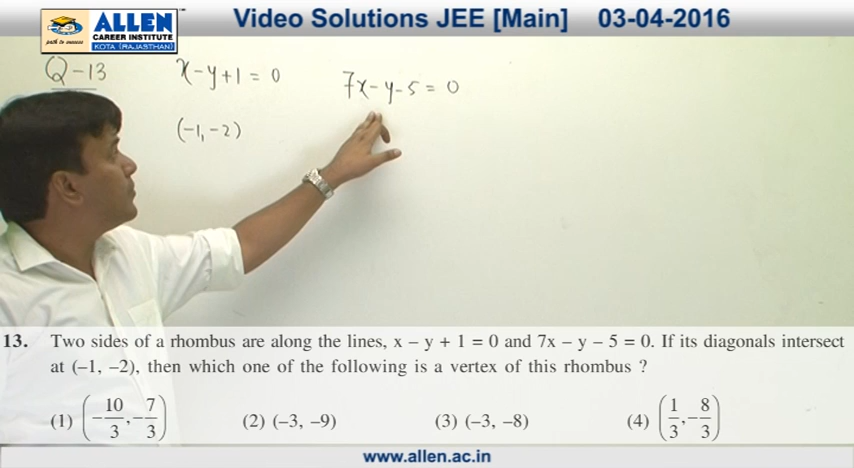 Video Solutions JEE [Main] 03-04-2016
ALLEN
CAREER INSTITUTE
KOTA (RAJASTHAN)
path to success
Q-13
x-y+1=0
7x-y-5=0
(-1,-2)
13. Two sides of a rhombus are along the lines, x – y + 1 = 0 and 7x – y – 5 = 0. If its diagonals intersect
at (–1, –2), then which one of the following is a vertex of this rhombus ?
(1) (-10/3, -7/3) (2) (–3, –9) (3) (–3, –8) (4) (1/3, -8/3)
www.allen.ac.in